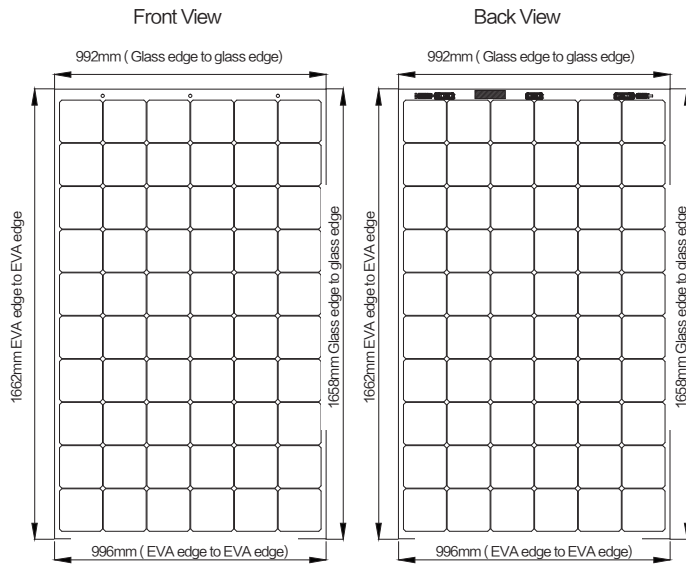 Front View
Back View
992mm ( Glass edge to glass edge)
992mm ( Glass edge to glass edge)
1662mm EVA edge to EVA edge
1658mm Glass edge to glass edge
1662mm EVA edge to EVA edge
1658mm Glass edge to glass edge
996mm ( EVA edge to EVA edge)
996mm ( EVA edge to EVA edge)